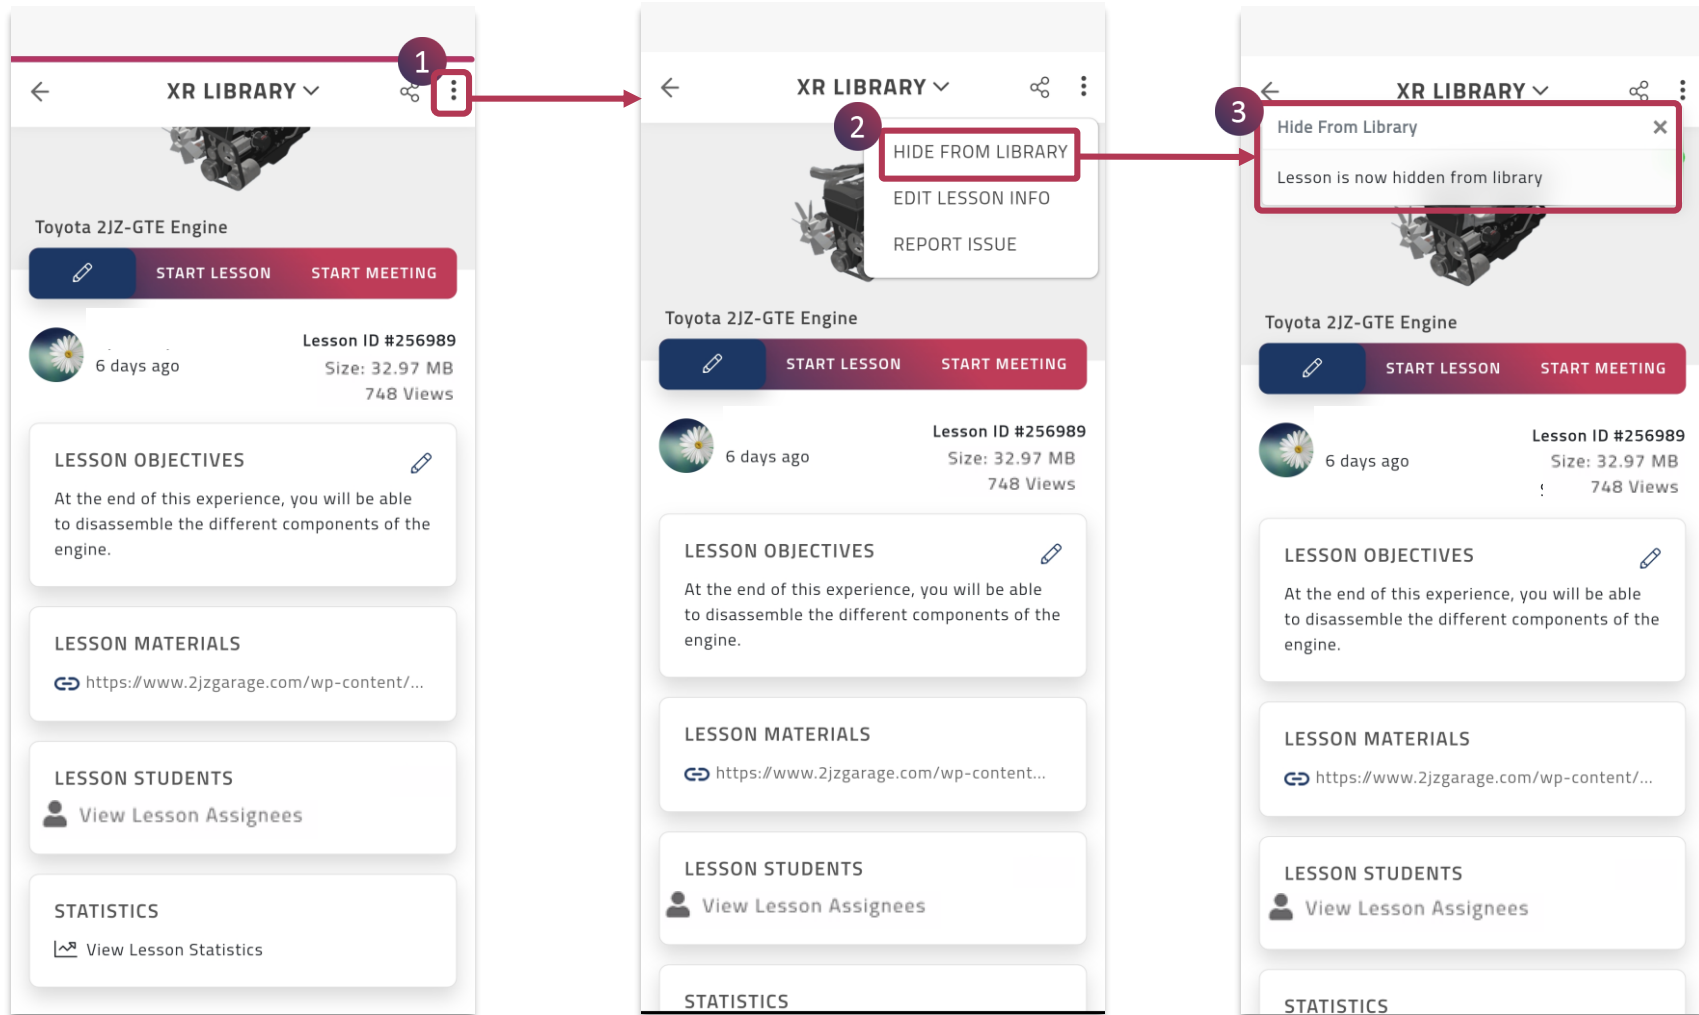 1
XR LIBRARY
Toyota 2JZ-GTE Engine
START LESSON START MEETING
Lesson ID #256989
6 days ago
Size: 32.97 MB
748 Views
LESSON OBJECTIVES
At the end of this experience, you will be able
to disassemble the different components of the
engine.
LESSON MATERIALS
https://www.2jzgarage.com/wp-content/...
LESSON STUDENTS
View Lesson Assignees
STATISTICS
View Lesson Statistics
XR LIBRARY
2
HIDE FROM LIBRARY
EDIT LESSON INFO
REPORT ISSUE
Toyota 2JZ-GTE Engine
START LESSON START MEETING
Lesson ID #256989
6 days ago
Size: 32.97 MB
748 Views
LESSON OBJECTIVES
At the end of this experience, you will be able
to disassemble the different components of the
engine.
LESSON MATERIALS
https://www.2jzgarage.com/wp-content...
LESSON STUDENTS
View Lesson Assignees
STATISTICS
XR LIBRARY
3
Hide From Library
Lesson is now hidden from library
Toyota 2JZ-GTE Engine
START LESSON START MEETING
Lesson ID #256989
6 days ago
Size: 32.97 MB
748 Views
LESSON OBJECTIVES
At the end of this experience, you will be able
to disassemble the different components of the
engine.
LESSON MATERIALS
https://www.2jzgarage.com/wp-content/...
LESSON STUDENTS
View Lesson Assignees
STATISTICS